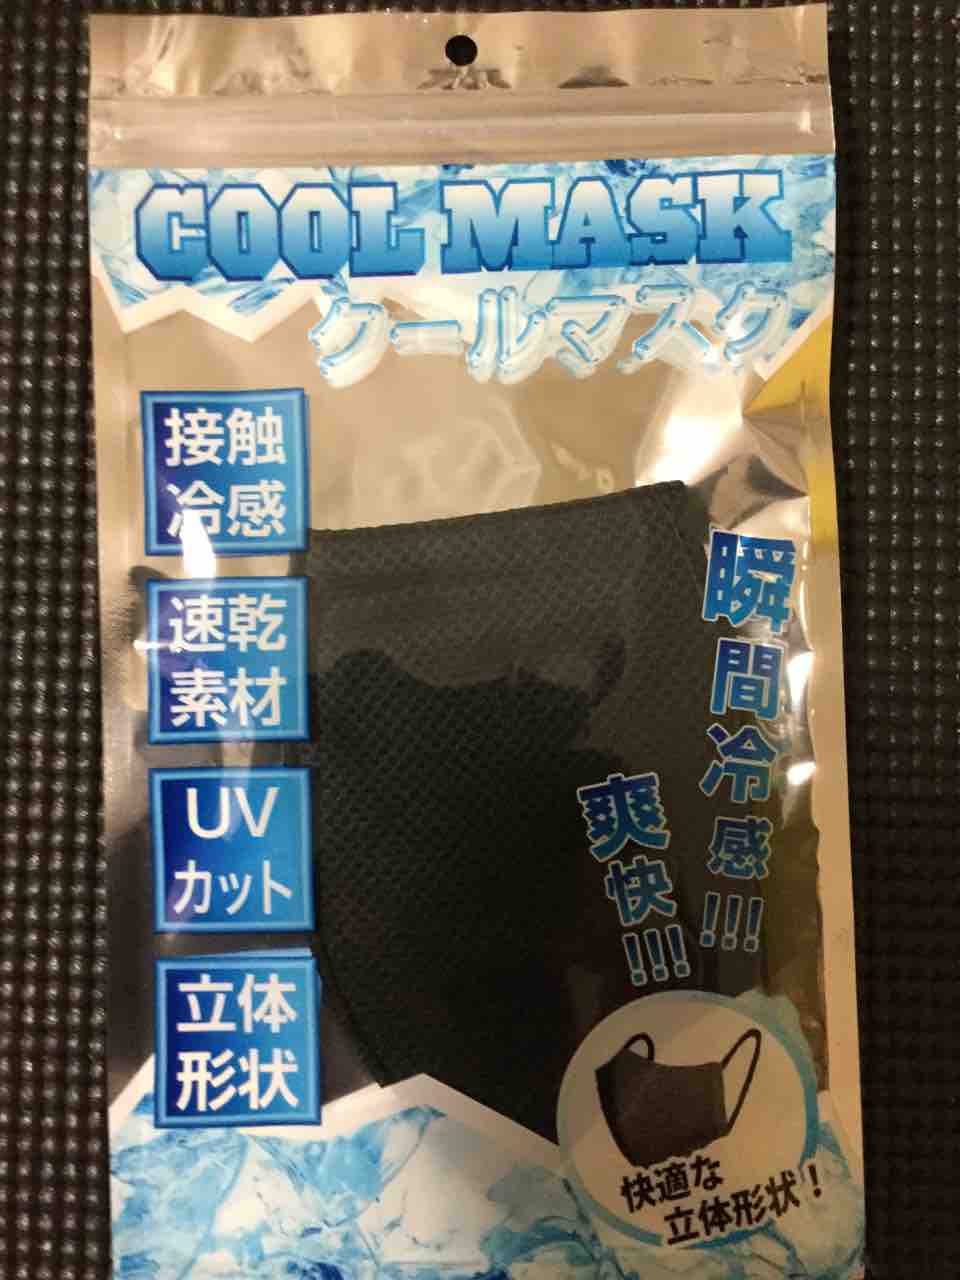 COOL MASK
クールマスク
接触
冷感
速乾
素材
UV
カット
立体
形状
瞬間冷感!!!
爽快!!!
快適な
立体形状!